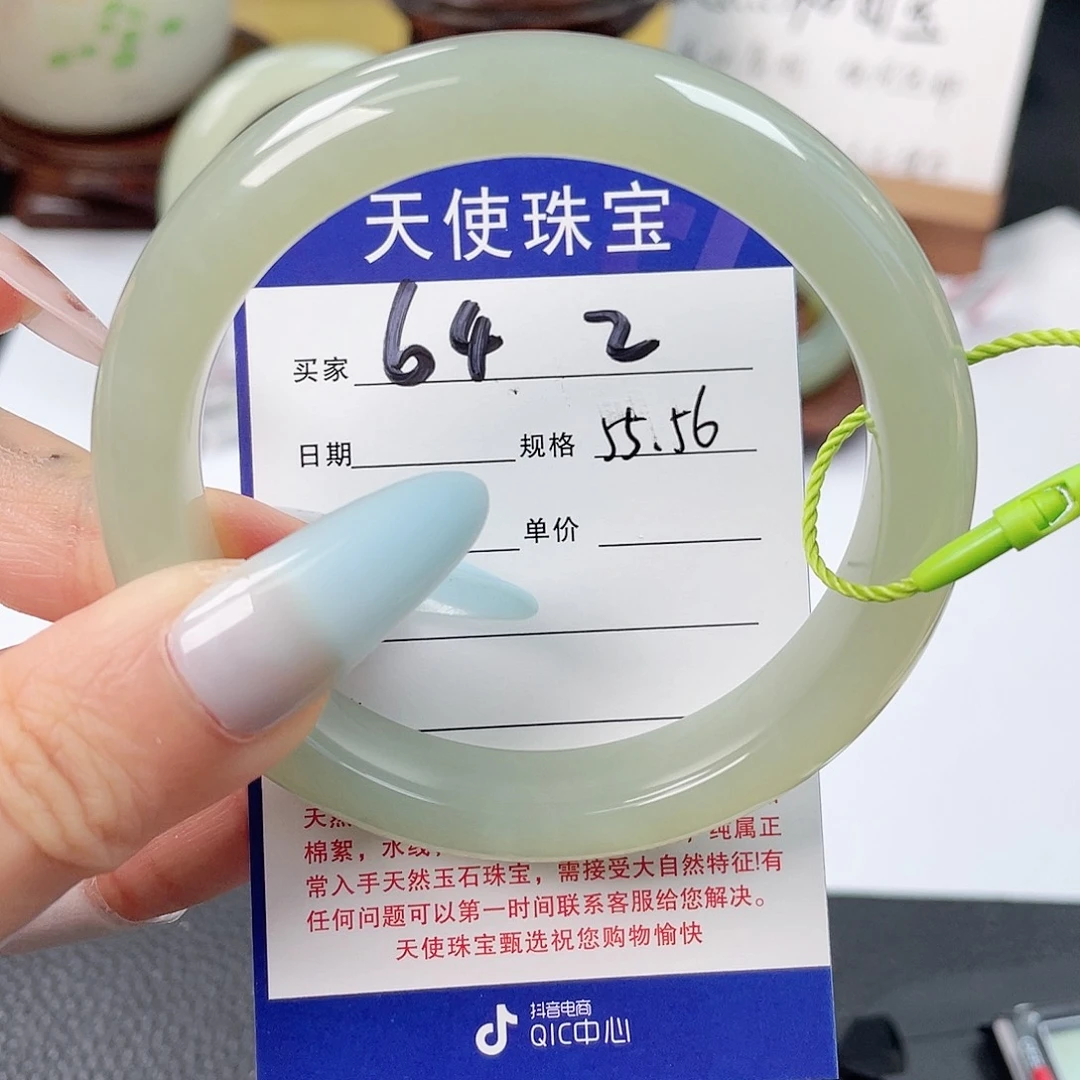 天使珠宝
买家 64 2
日期 规格 55.56
单价
棉絮，水线， ，纯属正
常入手天然玉石珠宝，需接受大自然特征!有
任何问题可以第一时间联系客服给您解决。
天使珠宝甄选祝您购物愉快
抖音电商
QIC中心